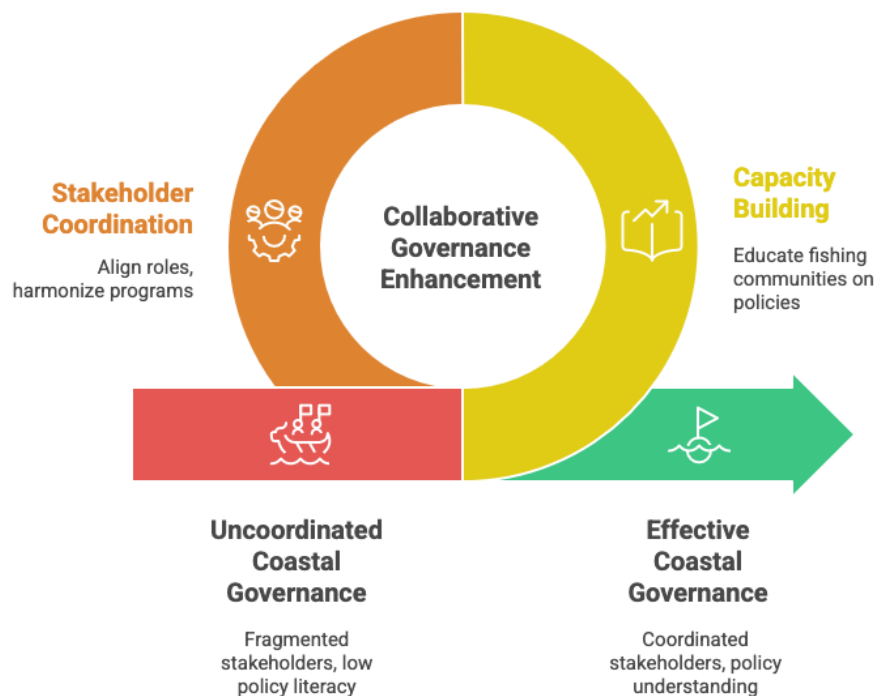 Stakeholder
Coordination
Align roles,
harmonize programs
Collaborative
Governance
Enhancement
Capacity
Building
Educate fishing
communities on
policies
Uncoordinated
Coastal
Governance
Fragmented
stakeholders, low
policy literacy
Effective
Coastal
Governance
Coordinated
stakeholders, policy
understanding